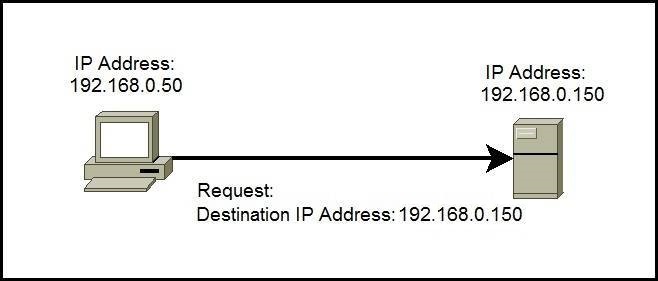 IP Address:
192.168.0.50
IP Address:
192.168.0.150
Request:
Destination IP Address: 192.168.0.150